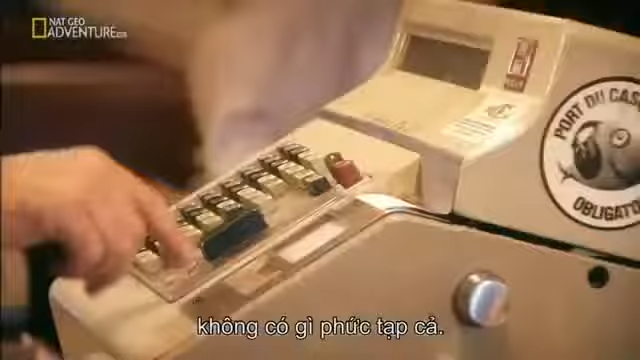 NAT GEO
ADVENTURE
PORT DU CAS
OBLIGATO
không có gì phức tạp cả.